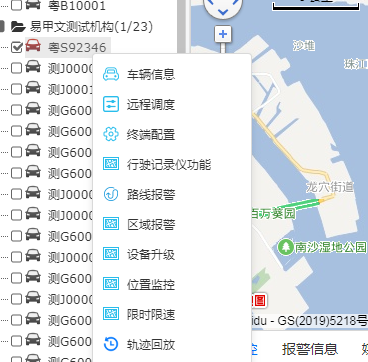 粤B10001
易甲文测试机构(1/23)
粤S92346
测J0000
车辆信息
测J0001
远程调度
测G600
终端配置
测G600
测G600
行驶记录仪功能
测G600
路线报警
测J000
测G600
区域报警
测G600
设备升级
测G600
位置监控
测G600
测J0000
限时限速
测G600
轨迹回放
沙堆
珠江
龙穴街道
百万葵园
南沙湿地公园
图
idu - GS(2019)5218号
控
报警信息